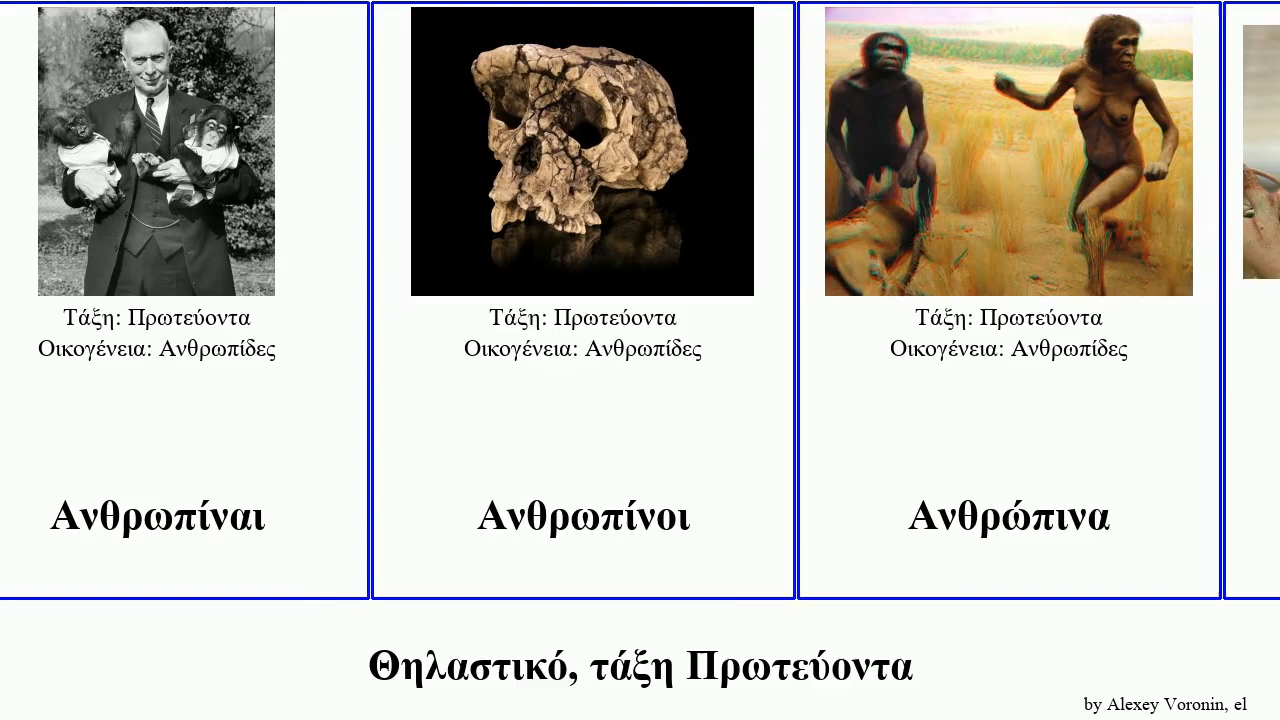 Τάξη: Πρωτεύοντα
Οικογένεια: Ανθρωπίδες
Ανθρωπίναι
Τάξη: Πρωτεύοντα
Οικογένεια: Ανθρωπίδες
Ανθρωπίνοι
Τάξη: Πρωτεύοντα
Οικογένεια: Ανθρωπίδες
Ανθρώπινα
Θηλαστικό, τάξη Πρωτεύοντα
by Alexey Voronin, el